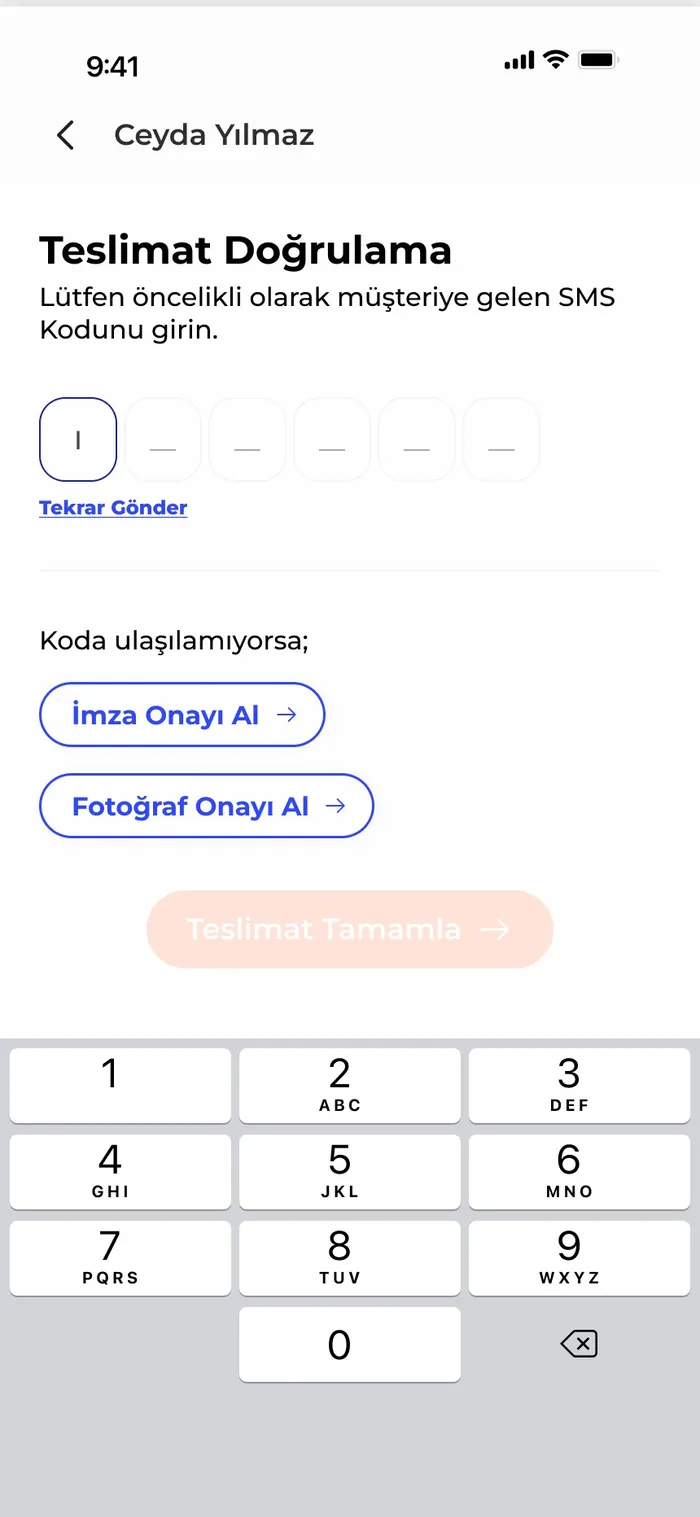 9:41
Ceyda Yılmaz
Teslimat Doğrulama
Lütfen öncelikli olarak müşteriye gelen SMS
Kodunu girin.
Tekrar Gönder
Koda ulaşılamıyorsa;
İmza Onayı Al →
Fotoğraf Onayı Al →
Teslimat Tamamla →
1 2 3
ABC DEF
4 5 6
GHI JKL MNO
7 8 9
PQRS TUV WXYZ
0